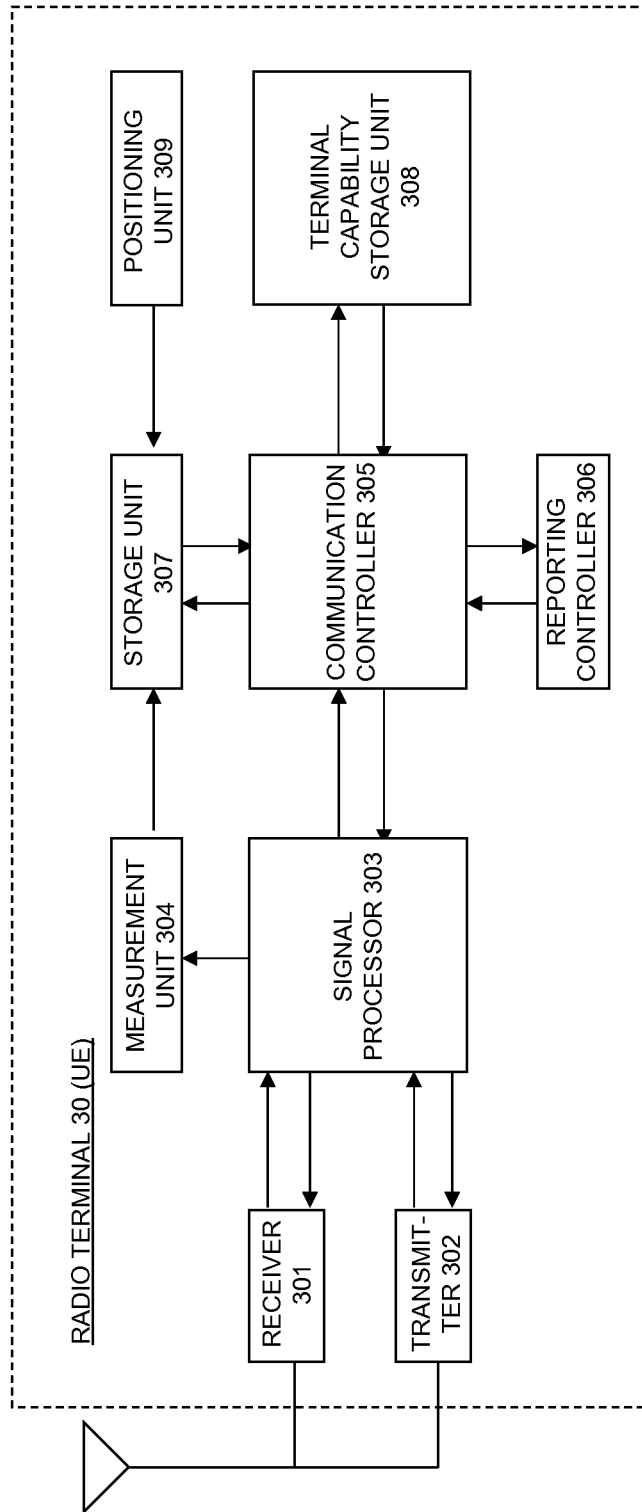 RADIO TERMINAL 30 (UE)
RECEIVER
301
TRANSMIT-
TER 302
MEASUREMENT
UNIT 304
SIGNAL
PROCESSOR 303
STORAGE UNIT
307
COMMUNICATION
CONTROLLER 305
REPORTING
CONTROLLER 306
POSITIONING
UNIT 309
TERMINAL
CAPABILITY
STORAGE UNIT
308